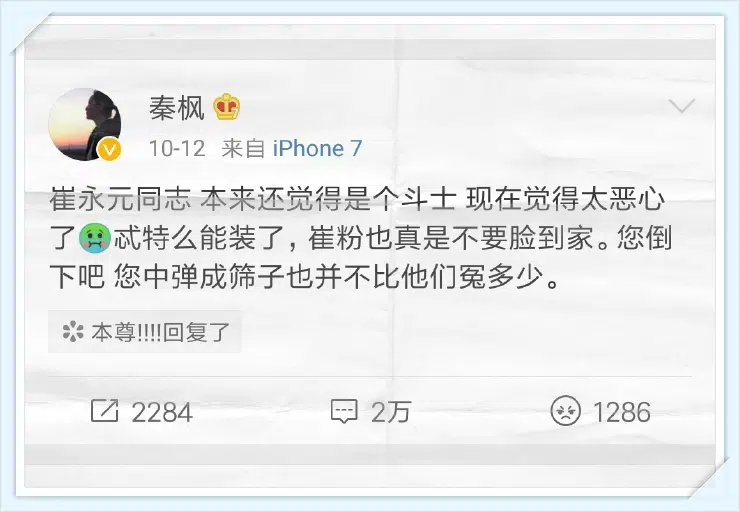 秦枫
10-12 来自 iPhone 7
崔永元同志 本来还觉得是个斗士 现在觉得太恶心
了🤢忒特么能装了，崔粉也真是不要脸到家。您倒
下吧 您中弹成筛子也并不比他们冤多少。
本尊!!!!回复了
2284 2万 1286